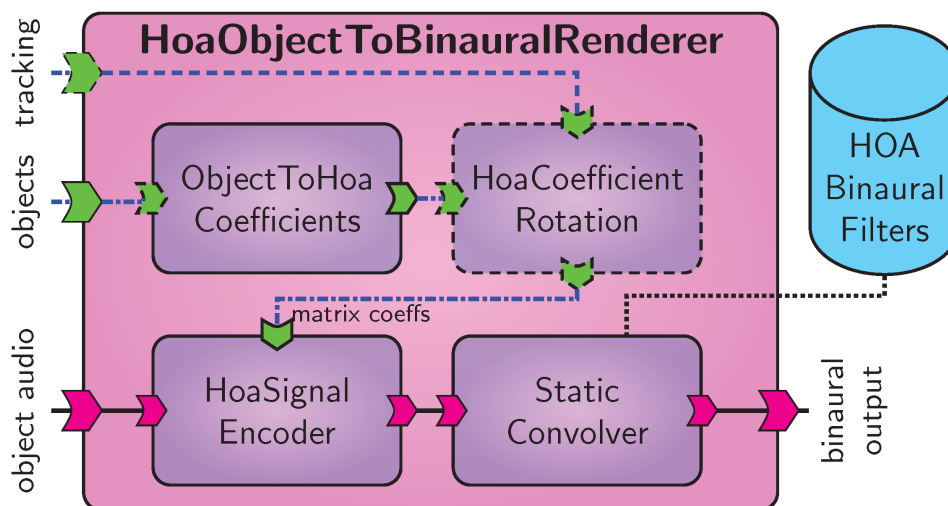 HoaObjectToBinauralRenderer
tracking
objects
object audio
ObjectToHoa
Coefficients
HoaCoefficient
Rotation
matrix coeffs
HoaSignal
Encoder
Static
Convolver
HOA
Binaural
Filters
binaural
output